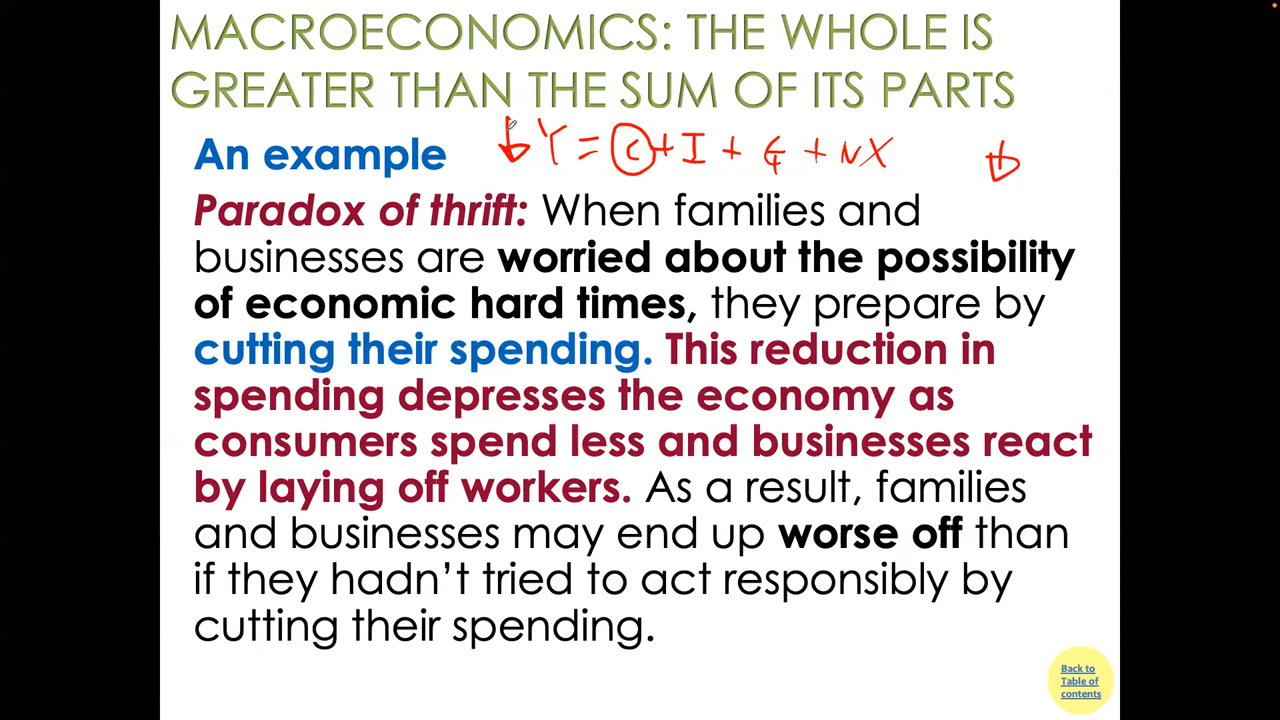 MACROECONOMICS: THE WHOLE IS
GREATER THAN THE SUM OF ITS PARTS
An example
↓ Y = C + I + G + NX
Paradox of thrift: When families and
businesses are worried about the possibility
of economic hard times, they prepare by
cutting their spending. This reduction in
spending depresses the economy as
consumers spend less and businesses react
by laying off workers. As a result, families
and businesses may end up worse off than
if they hadn't tried to act responsibly by
cutting their spending.
Back to
Table of
contents